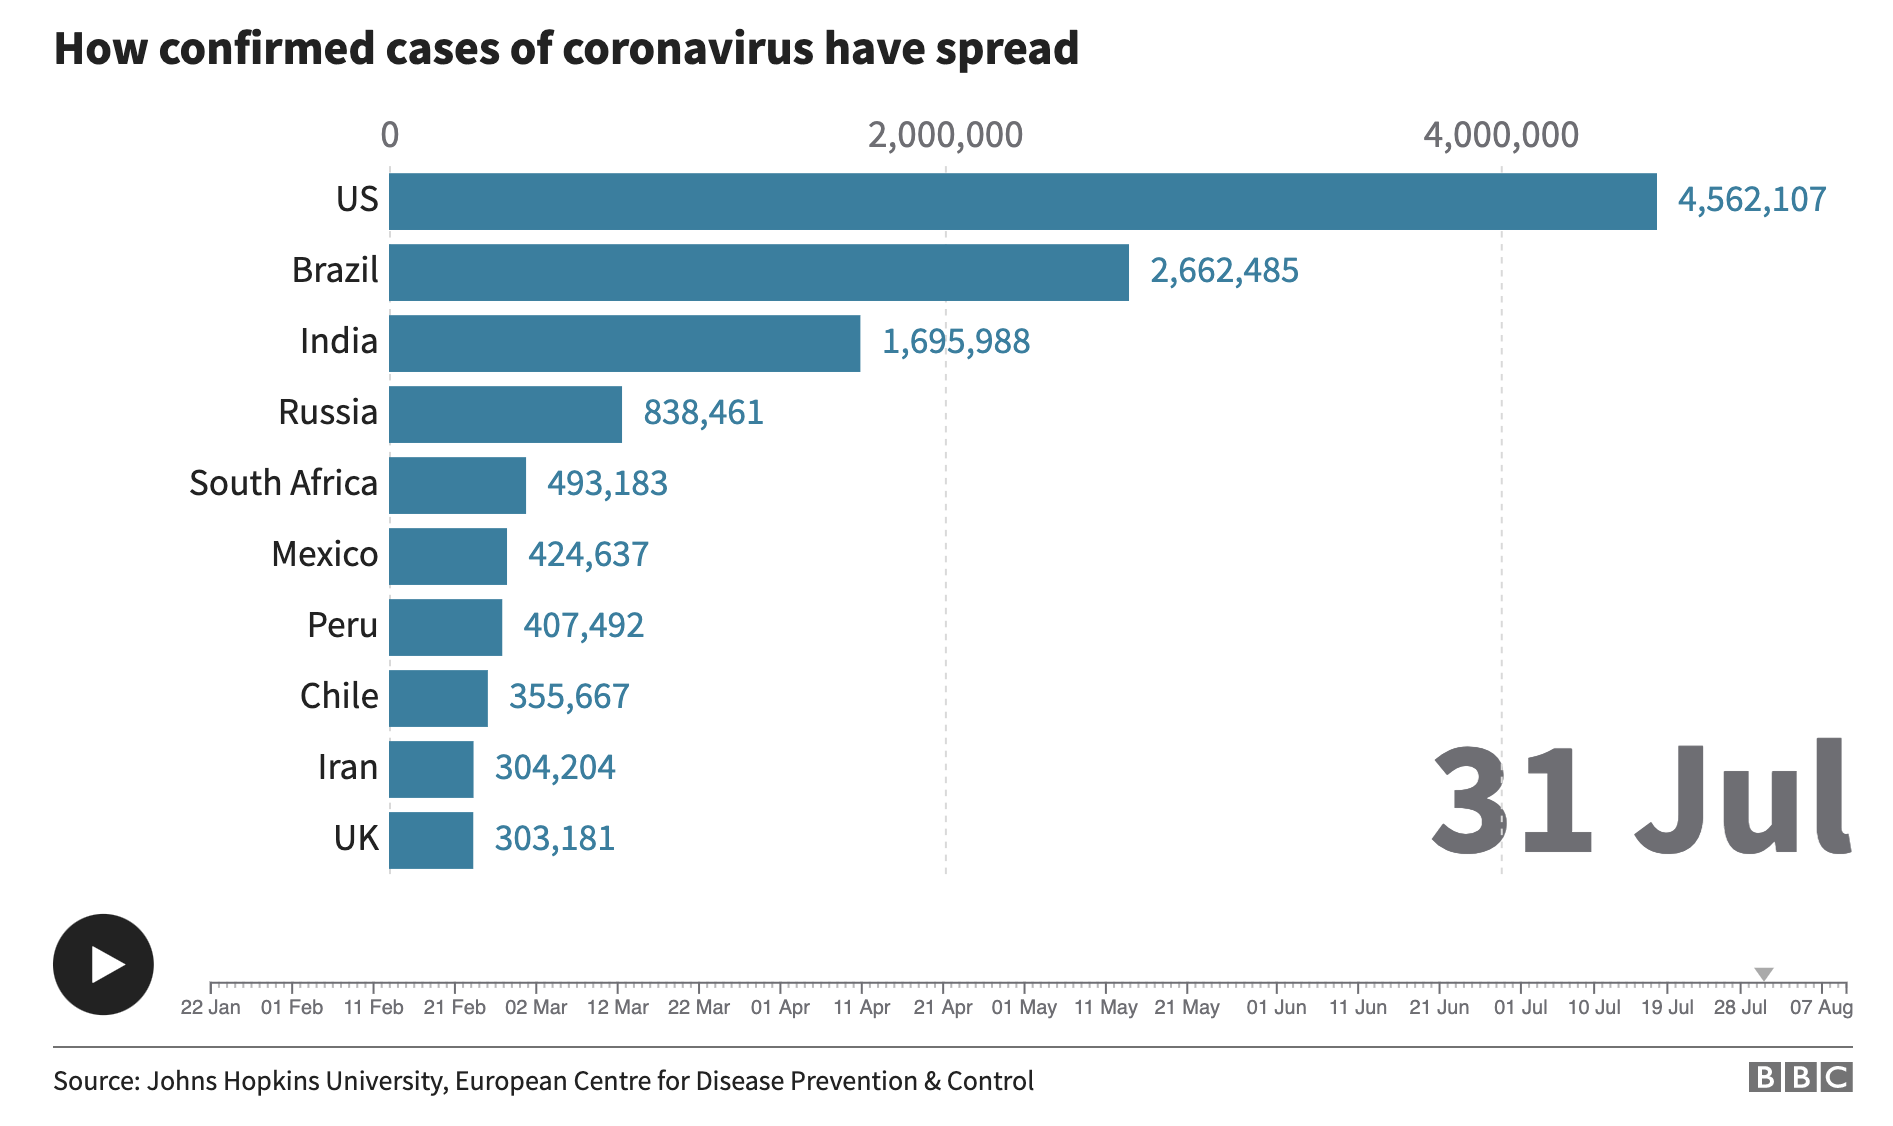 How confirmed cases of coronavirus have spread
0 2,000,000 4,000,000
US 4,562,107
Brazil 2,662,485
India 1,695,988
Russia 838,461
South Africa 493,183
Mexico 424,637
Peru 407,492
Chile 355,667
Iran 304,204
UK 303,181
31 Jul
22 Jan 01 Feb 11 Feb 21 Feb 02 Mar 12 Mar 22 Mar 01 Apr 11 Apr 21 Apr 01 May 11 May 21 May 01 Jun 11 Jun 21 Jun 01 Jul 10 Jul 19 Jul 28 Jul 07 Aug
Source: Johns Hopkins University, European Centre for Disease Prevention & Control
BBC